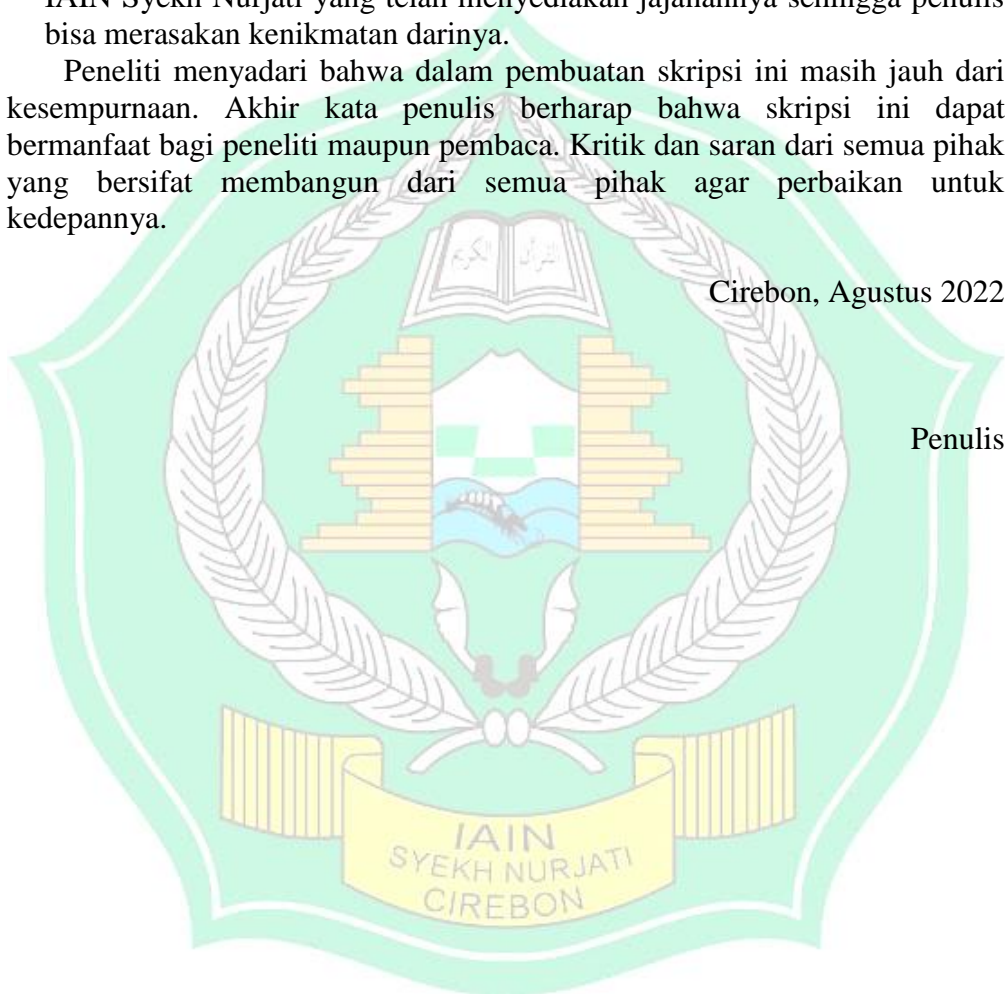 IAIN Syekh Nurjati yang telah menyediakan jajanannya sehingga penulis
bisa merasakan kenikmatan darinya.
Peneliti menyadari bahwa dalam pembuatan skripsi ini masih jauh dari
kesempurnaan. Akhir kata penulis berharap bahwa skripsi ini dapat
bermanfaat bagi peneliti maupun pembaca. Kritik dan saran dari semua pihak
yang bersifat membangun dari semua pihak agar perbaikan untuk
kedepannya.
القرآن الكريم
Cirebon, Agustus 2022
Penulis
IAIN
SYEKH NURJATI
CIREBON